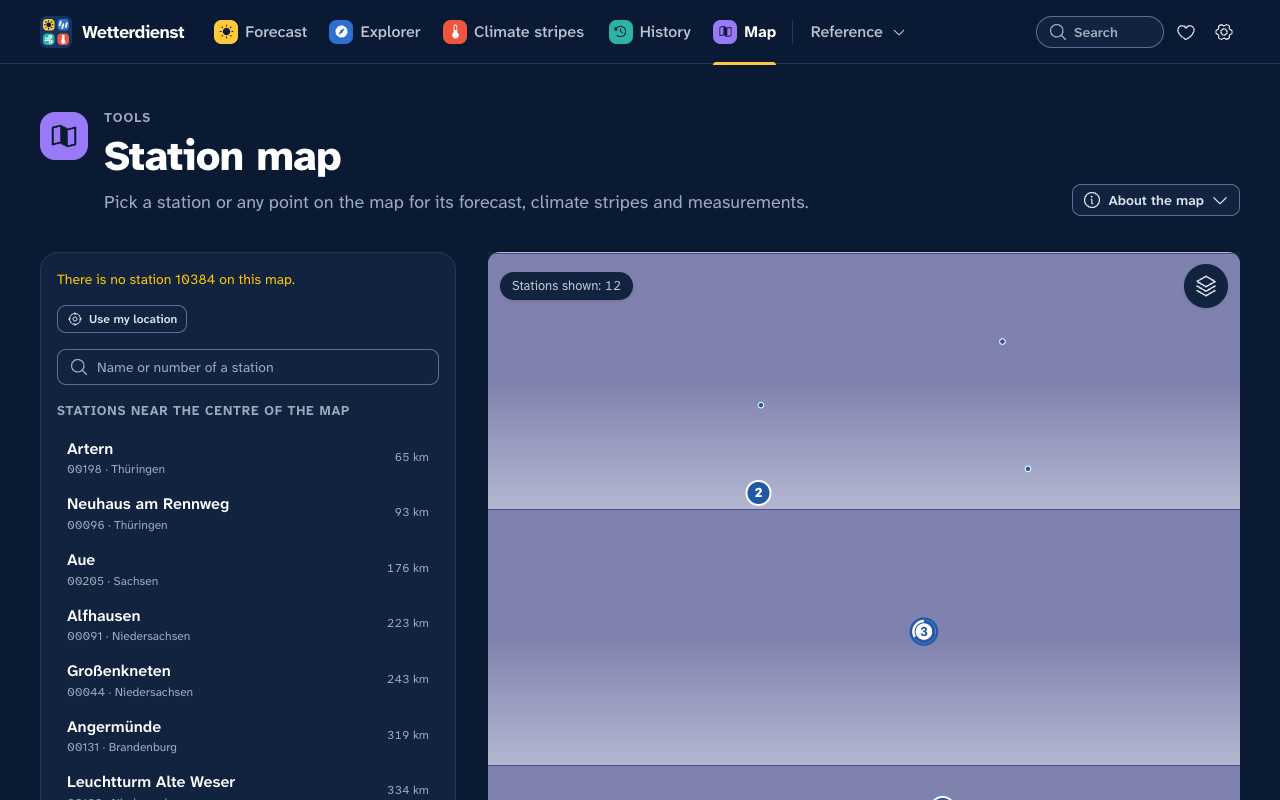 Wetterdienst
Forecast
Explorer
Climate stripes
History
Map
Reference
Search
TOOLS
Station map
Pick a station or any point on the map for its forecast, climate stripes and measurements.
About the map
There is no station 10384 on this map.
Use my location
Name or number of a station
STATIONS NEAR THE CENTRE OF THE MAP
Artern
00198 · Thüringen
65 km
Neuhaus am Rennweg
00096 · Thüringen
93 km
Aue
00205 · Sachsen
176 km
Alfhausen
00091 · Niedersachsen
223 km
Großenkneten
00044 · Niedersachsen
243 km
Angermünde
00131 · Brandenburg
319 km
Leuchtturm Alte Weser
334 km
Stations shown: 12
2
3